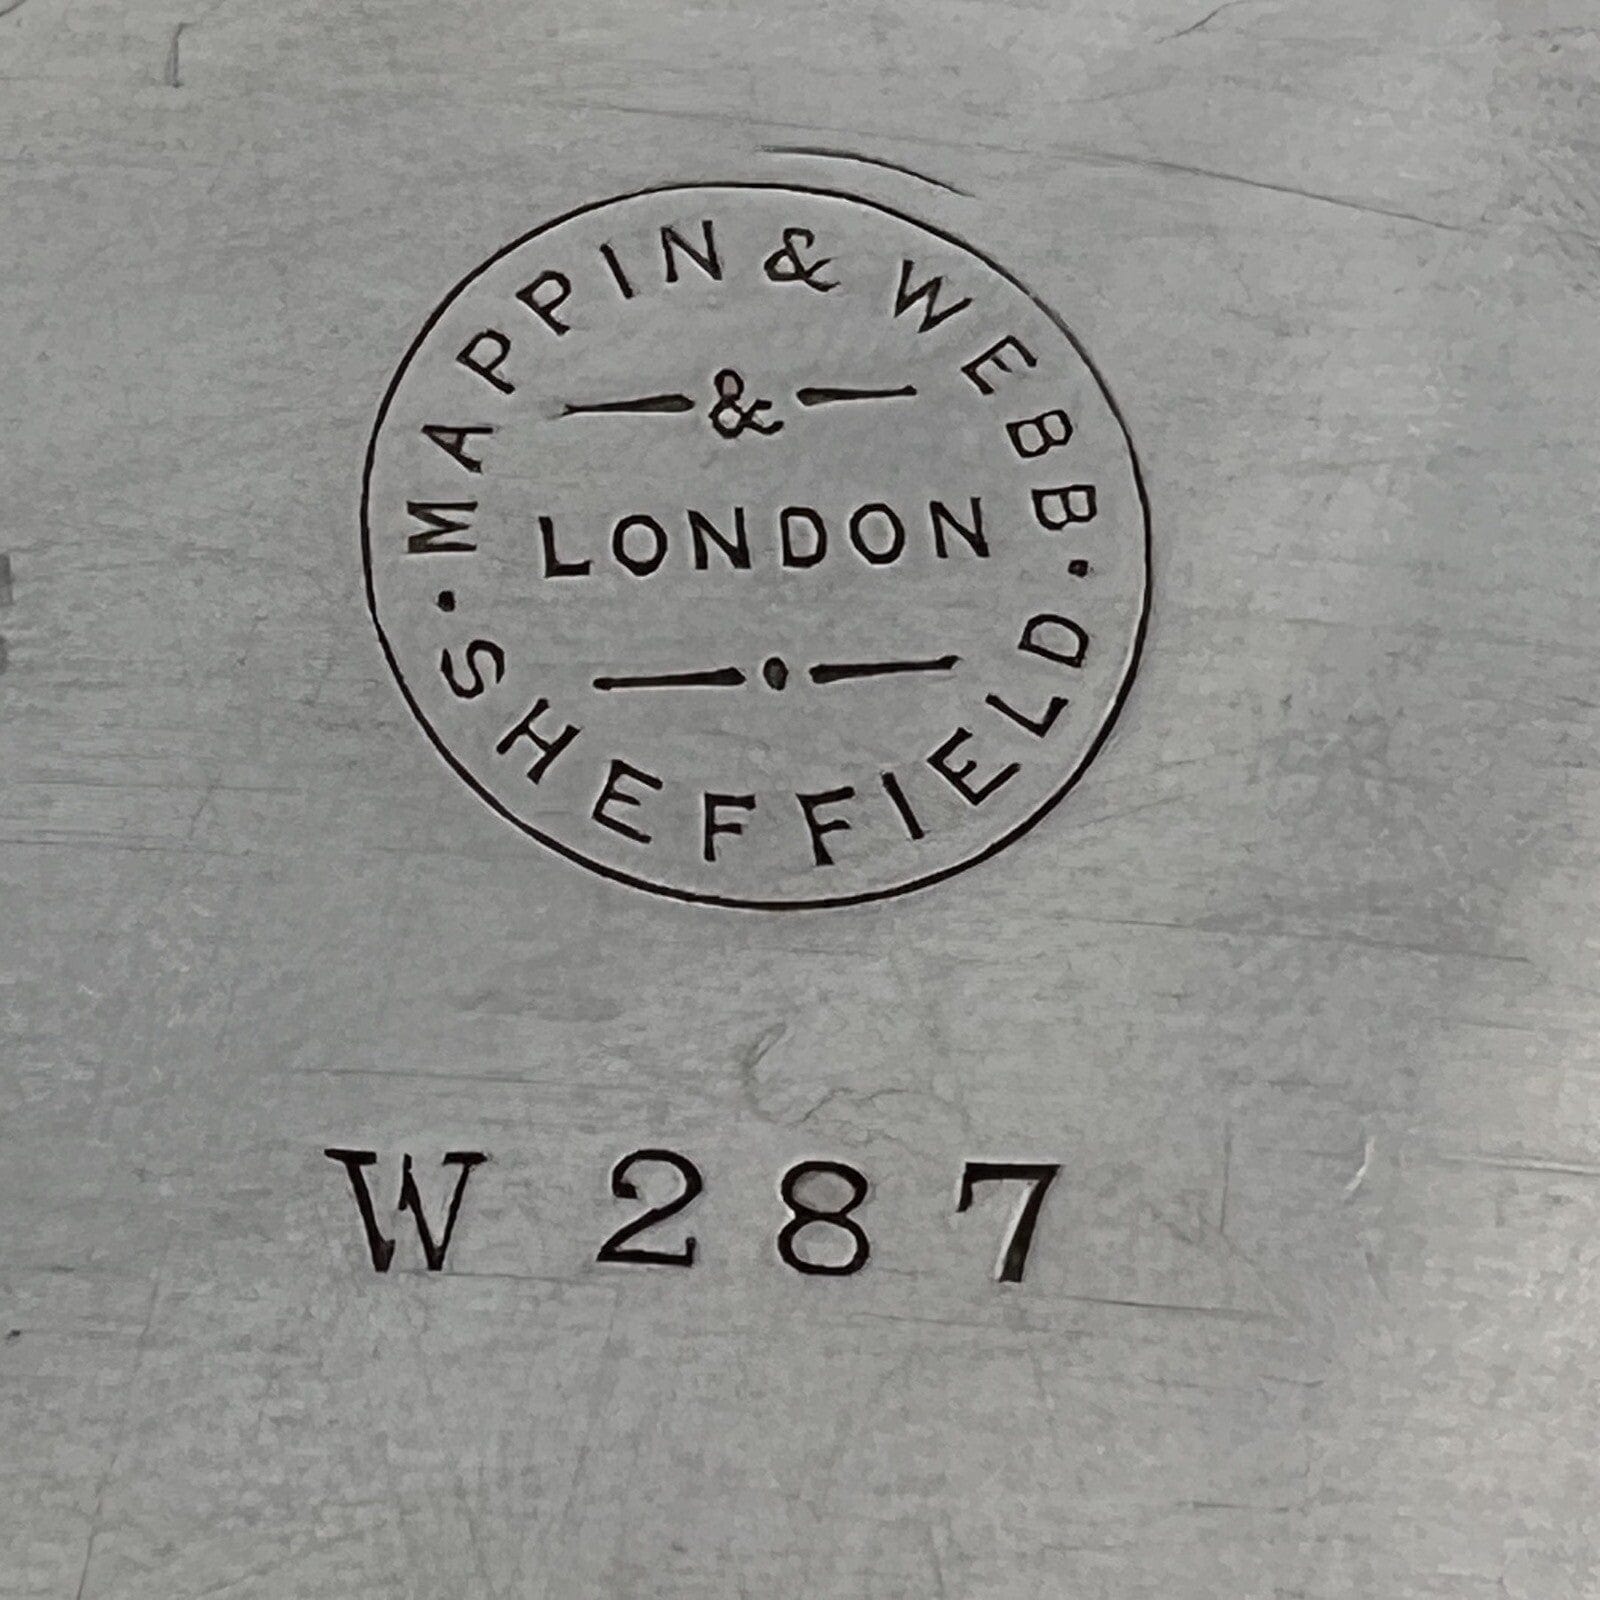 MAPPIN & WEBB
&
LONDON
· SHEFFIELD ·
W 287